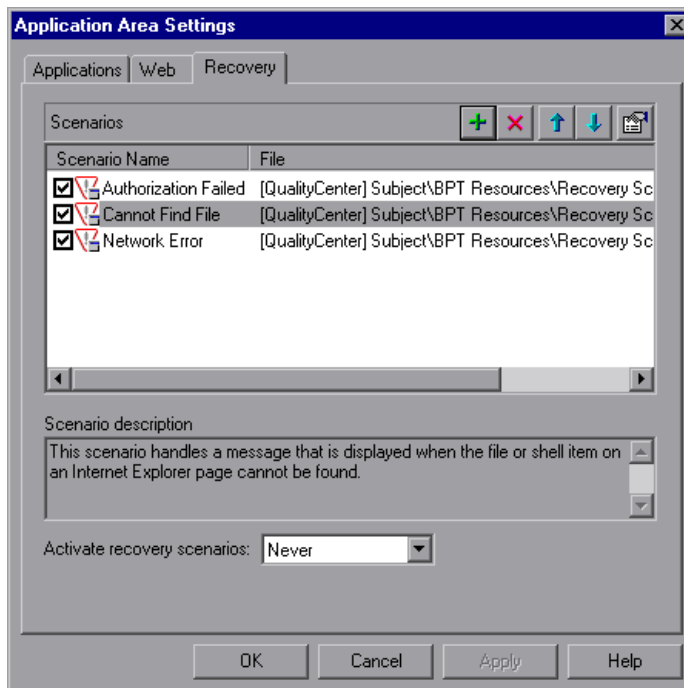 Application Area Settings
Applications Web Recovery
Scenarios
Scenario Name File
Authorization Failed [QualityCenter] Subject\BPT Resources\Recovery Sc
Cannot Find File [QualityCenter] Subject\BPT Resources\Recovery Sc
Network Error [QualityCenter] Subject\BPT Resources\Recovery Sc
Scenario description
This scenario handles a message that is displayed when the file or shell item on
an Internet Explorer page cannot be found.
Activate recovery scenarios: Never
OK Cancel Apply Help